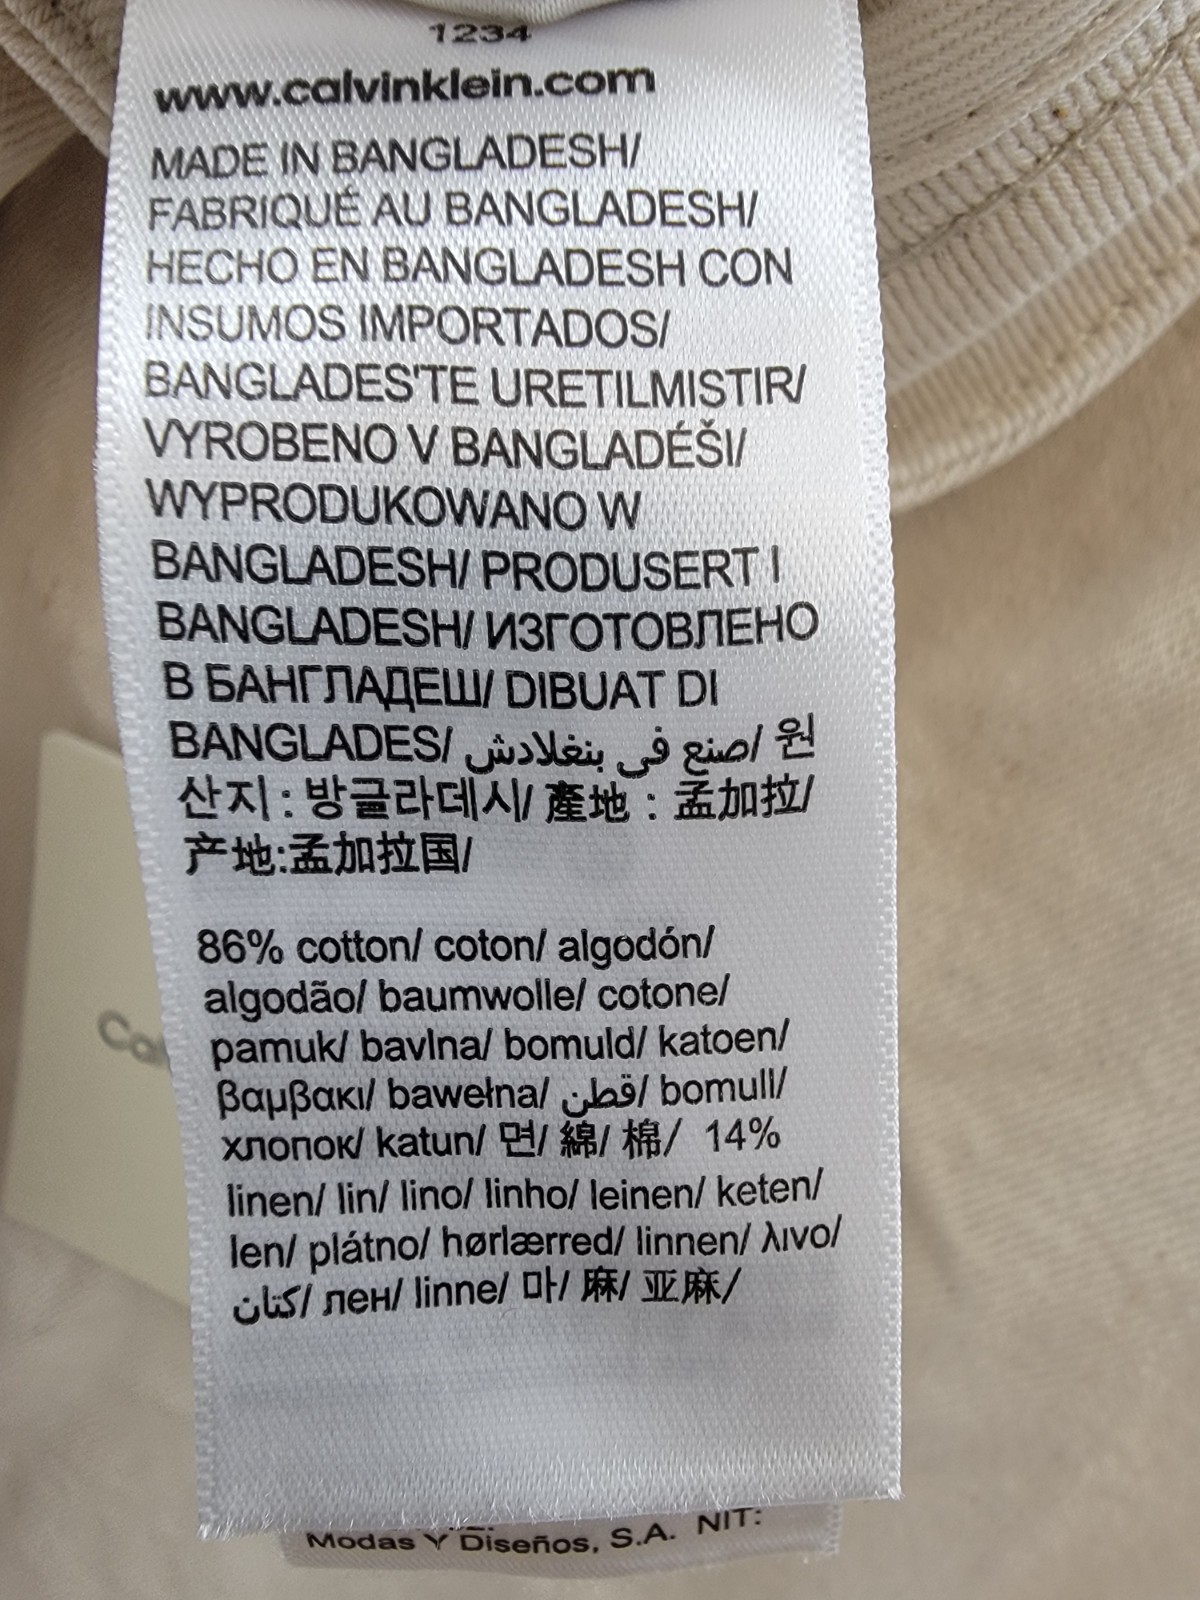 1234
www.calvinklein.com
MADE IN BANGLADESH/
FABRIQUÉ AU BANGLADESH/
HECHO EN BANGLADESH CON
INSUMOS IMPORTADOS/
BANGLADES'TE URETILMISTIR/
VYROBENO V BANGLADÉŠI/
WYPRODUKOWANO W
BANGLADESH/ PRODUSERT I
BANGLADESH/ ИЗГОТОВЛЕНО
В БАНГЛАДЕШ/ DIBUAT DI
BANGLADES/ صنع في بنغلادش/ 원
산지 : 방글라데시/ 產地 : 孟加拉/
产地:孟加拉国/
86% cotton/ coton/ algodón/
algodão/ baumwolle/ cotone/
pamuk/ bavlna/ bomuld/ katoen/
βαμβακι/ bawełna/ قطن/ bomull/
хлопок/ katun/ 면/ 綿/ 棉/ 14%
linen/ lin/ lino/ linho/ leinen/ keten/
len/ plátno/ hørlærred/ linnen/ λινο/
كتان/ лен/ linne/ 마/ 麻/ 亚麻/
Modas Y Diseños, S.A. NIT: